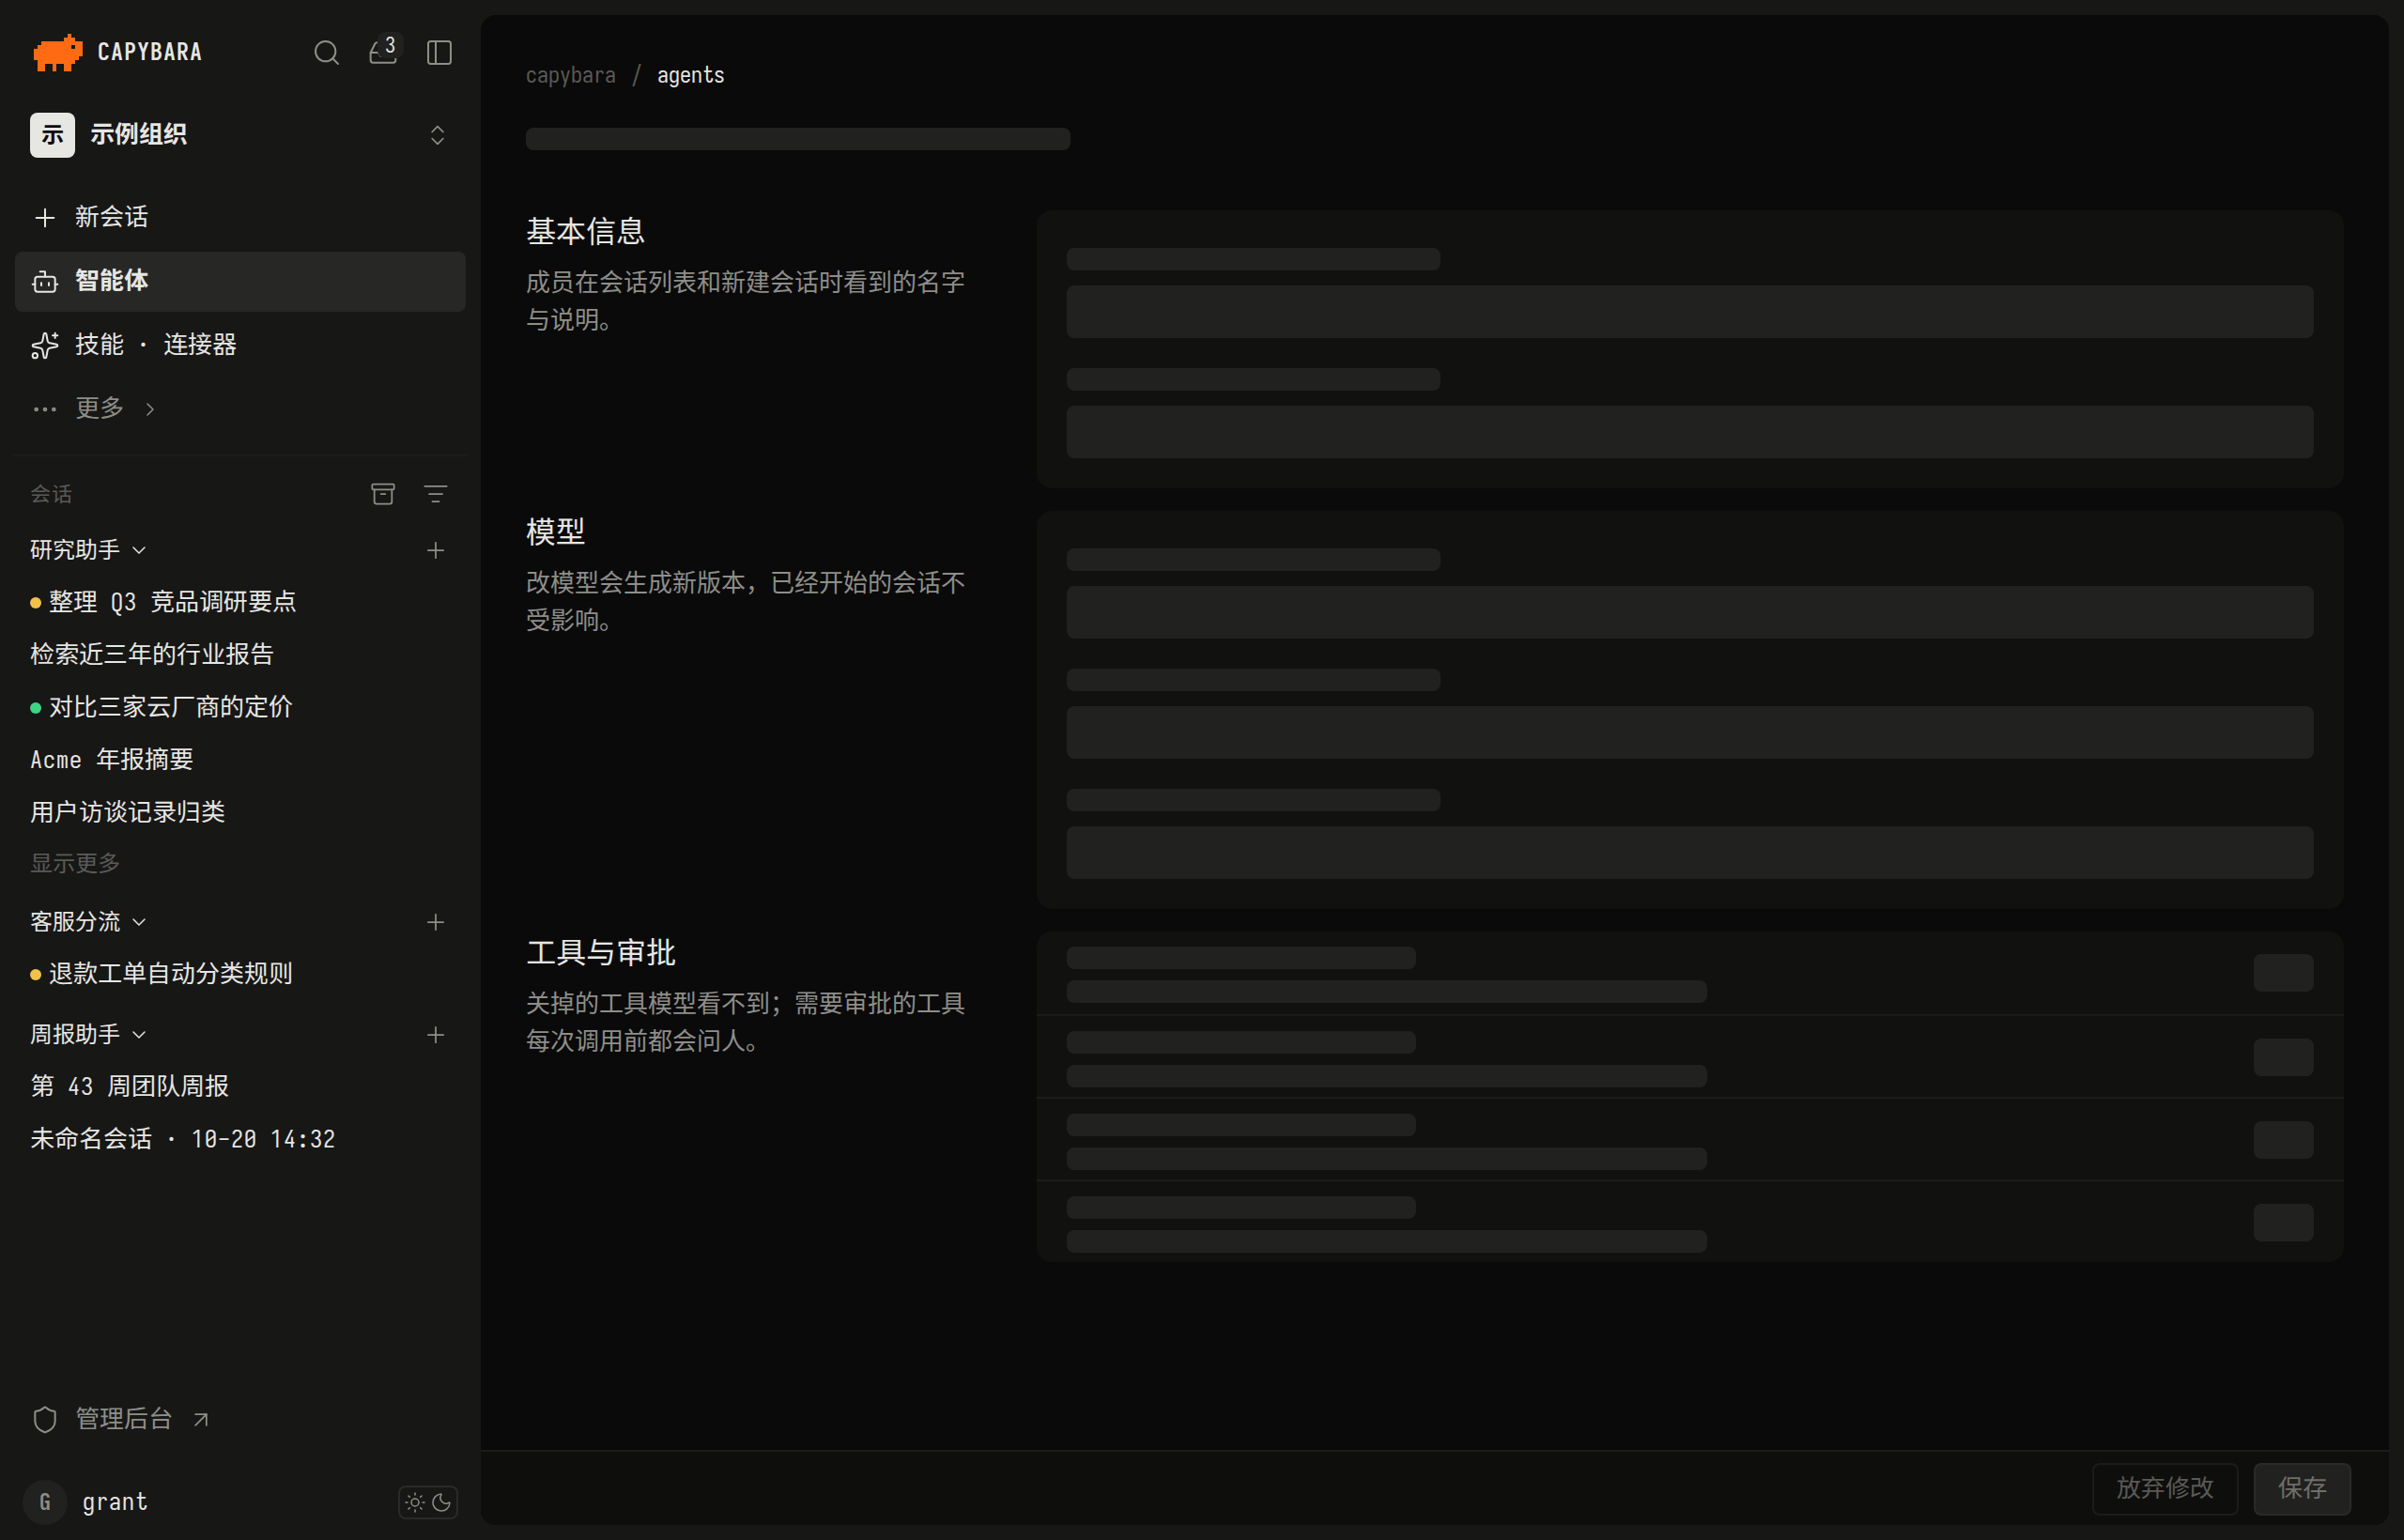 CAPYBARA
3
示 示例组织
新会话
智能体
技能 · 连接器
更多
会话
研究助手
整理 Q3 竞品调研要点
检索近三年的行业报告
对比三家云厂商的定价
Acme 年报摘要
用户访谈记录归类
显示更多
客服分流
退款工单自动分类规则
周报助手
第 43 周团队周报
未命名会话 · 10-20 14:32
管理后台
G grant
capybara / agents
基本信息
成员在会话列表和新建会话时看到的名字
与说明。
模型
改模型会生成新版本，已经开始的会话不
受影响。
工具与审批
关掉的工具模型看不到；需要审批的工具
每次调用前都会问人。
放弃修改 保存